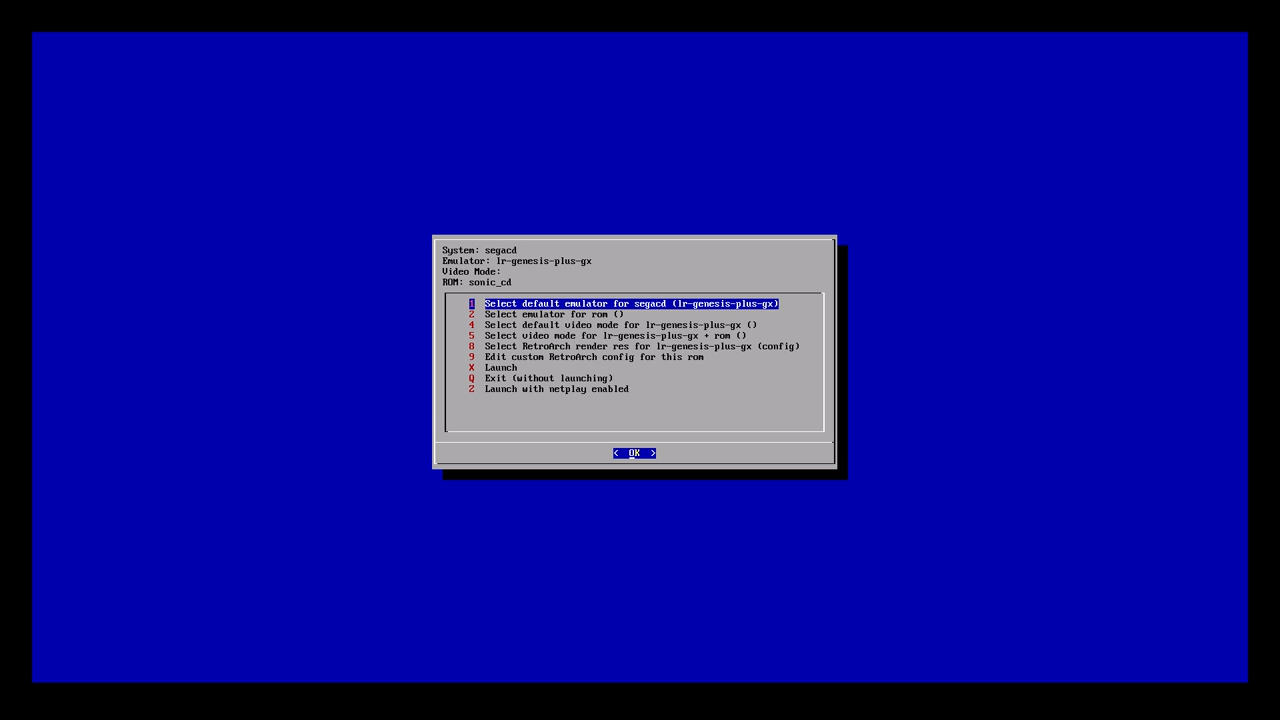 System: segacd
Emulator: lr-genesis-plus-gx
Video Mode:
ROM: sonic_cd
1 Select default emulator for segacd (lr-genesis-plus-gx)
2 Select emulator for rom ()
4 Select default video mode for lr-genesis-plus-gx ()
5 Select video mode for lr-genesis-plus-gx + rom ()
8 Select RetroArch render res for lr-genesis-plus-gx (config)
9 Edit custom RetroArch config for this rom
X Launch
Q Exit (without launching)
Z Launch with netplay enabled
< OK >